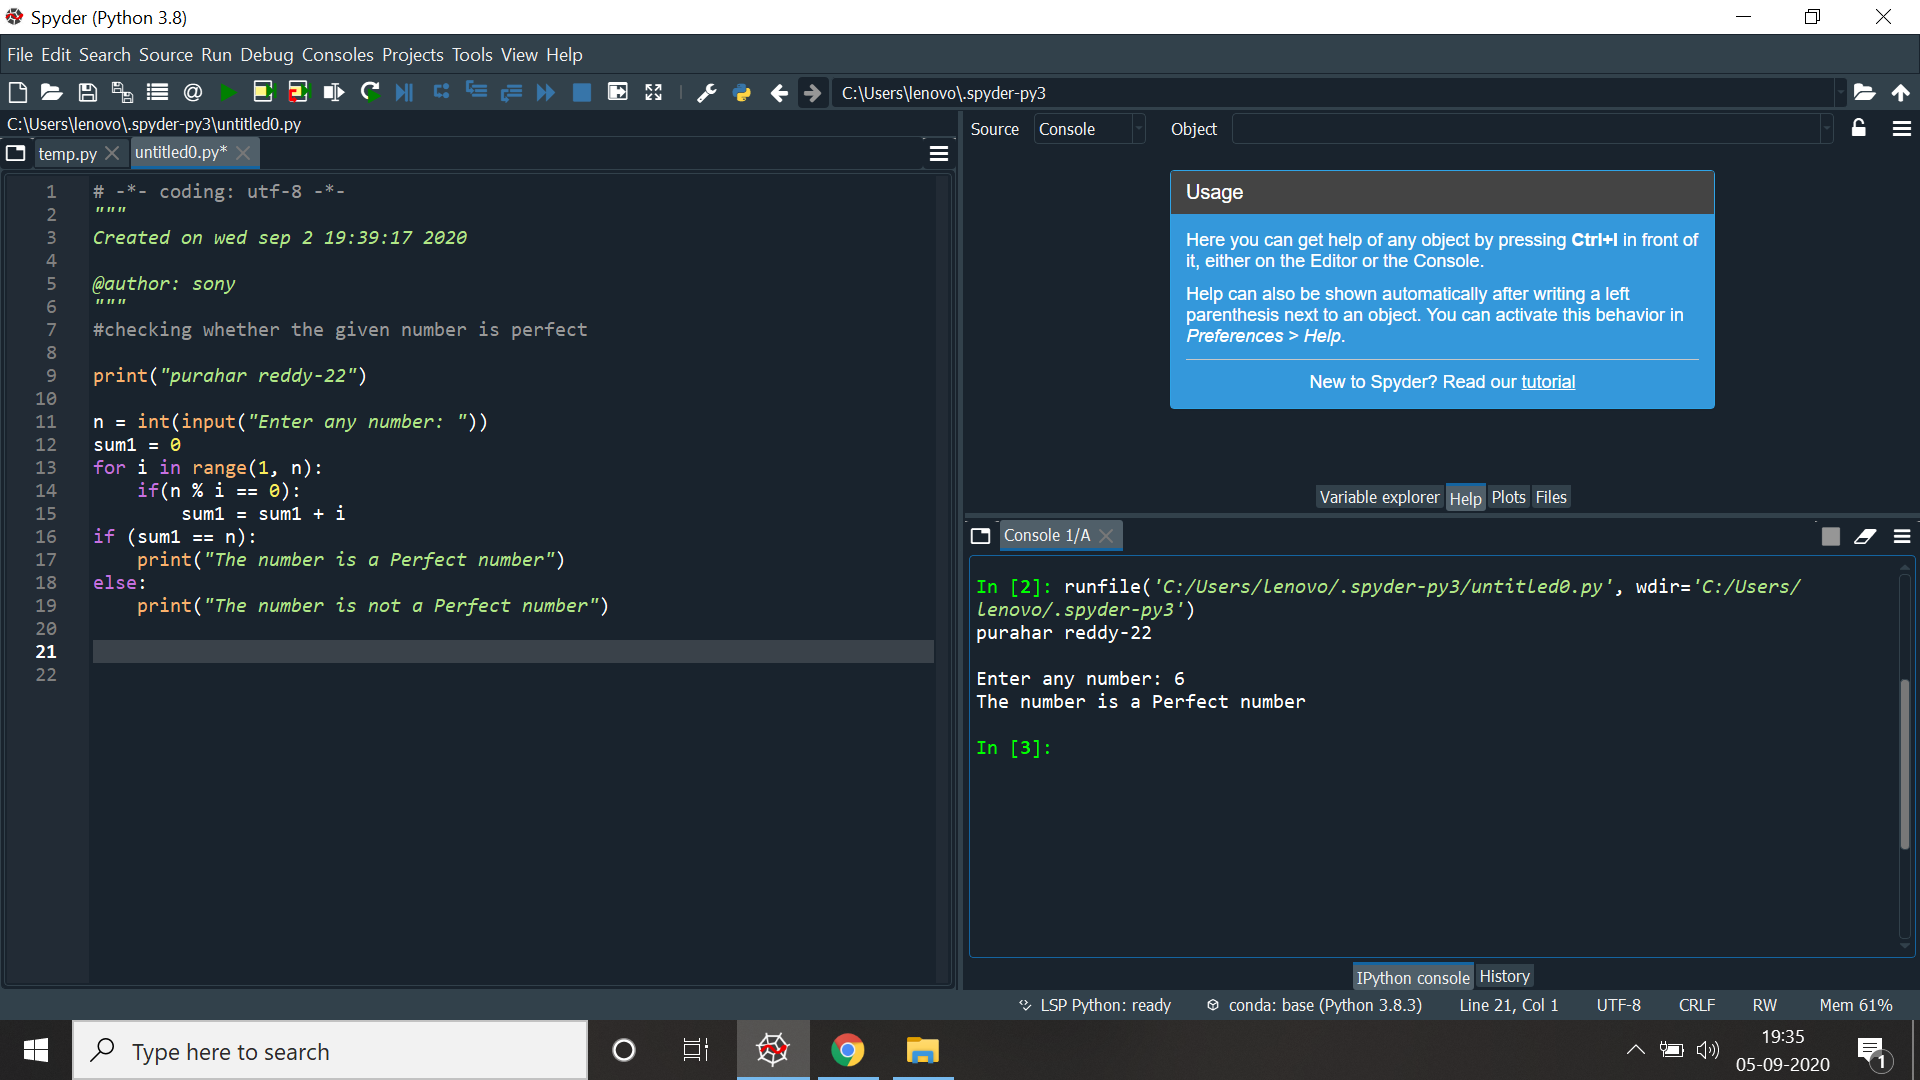 Spyder (Python 3.8)
File Edit Search Source Run Debug Consoles Projects Tools View Help
C:\Users\lenovo\.spyder-py3
C:\Users\lenovo\.spyder-py3\untitled0.py
temp.py untitled0.py*
1 # -*- coding: utf-8 -*-
2 """
3 Created on wed sep 2 19:39:17 2020
4
5 @author: sony
6 """
7 #checking whether the given number is perfect
8
9 print("purahar reddy-22")
10
11 n = int(input("Enter any number: "))
12 sum1 = 0
13 for i in range(1, n):
14     if(n % i == 0):
15         sum1 = sum1 + i
16 if (sum1 == n):
17     print("The number is a Perfect number")
18 else:
19     print("The number is not a Perfect number")
20
21
22
Source Console Object
Usage
Here you can get help of any object by pressing Ctrl+I in front of
it, either on the Editor or the Console.
Help can also be shown automatically after writing a left
parenthesis next to an object. You can activate this behavior in
Preferences > Help.
New to Spyder? Read our tutorial
Variable explorer Help Plots Files
Console 1/A
In [2]: runfile('C:/Users/lenovo/.spyder-py3/untitled0.py', wdir='C:/Users/
lenovo/.spyder-py3')
purahar reddy-22
Enter any number: 6
The number is a Perfect number
In [3]:
IPython console History
LSP Python: ready conda: base (Python 3.8.3) Line 21, Col 1 UTF-8 CRLF RW Mem 61%
Type here to search
19:35
05-09-2020
1